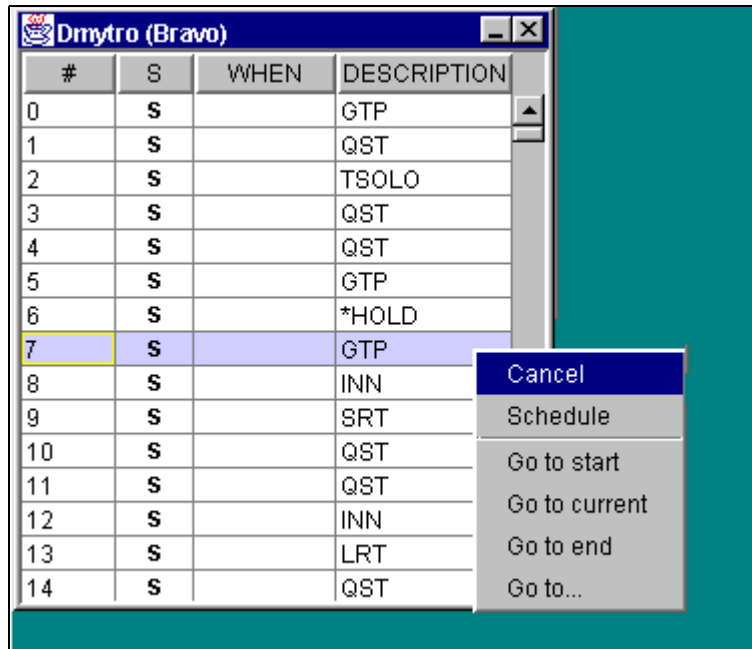 Dmytro (Bravo)
# S WHEN DESCRIPTION
0 S GTP
1 S QST
2 S TSOLO
3 S QST
4 S QST
5 S GTP
6 S *HOLD
7 S GTP
8 S INN
9 S SRT
10 S QST
11 S QST
12 S INN
13 S LRT
14 S QST
Cancel
Schedule
Go to start
Go to current
Go to end
Go to...